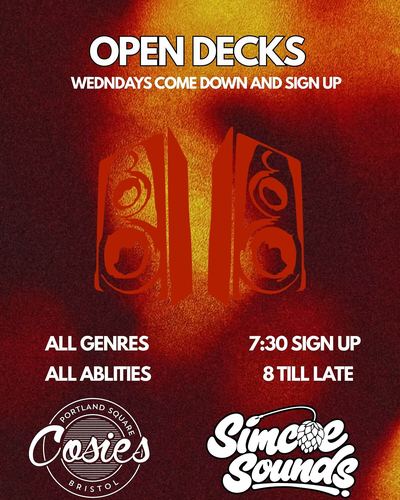 OPEN DECKS
WEDNDAYS COME DOWN AND SIGN UP
ALL GENRES
7:30 SIGN UP
ALL ABLITIES
8 TILL LATE
PORTLAND SQUARE
Cosies
BRISTOL
Simcoe
Sounds